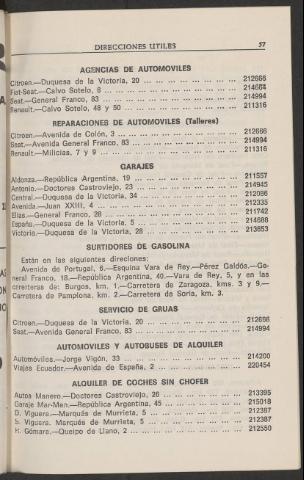 DIRECCIONES UTILES 57
AGENCIAS DE AUTOMOVILES
Citroen.—Duquesa de la Victoria, 20 ... 212666
Fiat-Seat.—Calvo Sotelo, 8 ... 214664
Seat.—General Franco, 83 ... 214994
Renault.—Calvo Sotelo, 48 y 50 ... 211316
REPARACIONES DE AUTOMOVILES (Talleres)
Citroen.—Avenida de Colón, 3 ... 212666
Seat.—Avenida General Franco, 83 ... 214994
Renault.—Milicias, 7 y 9 ... 211316
GARAJES
Aldonza.—República Argentina, 19 ... 211557
Antonio.—Doctores Castroviejo, 23 ... 214945
Central.—Duquesa de la Victoria, 34 ... 212086
Avenida.—Juan XXIII, 4 ... 212335
Elias.—General Franco, 28 ... 211742
España.—Duquesa de la Victoria, 5 ... 214688
Victoria.—Duquesa de la Victoria, 28 ... 213853
SURTIDORES DE GASOLINA
Están en las siguientes direcciones:
Avenida de Portugal, 6.—Esquina Vara de Rey.—Pérez Galdós.—Ge-
neral Franco, 18.—República Argentina, 40.—Vara de Rey, 5, y en las
carreteras de: Burgos, km. 1.—Carretera de Zaragoza, kms. 3 y 9.—
Carretera de Pamplona, km. 2.—Carretera de Soria, km. 3.
SERVICIO DE GRUAS
Citroen.—Duquesa de la Victoria, 20 ... 212666
Seat.—Avenida General Franco, 83 ... 214994
AUTOMOVILES Y AUTOBUSES DE ALQUILER
Automóviles.—Jorge Vigón, 33 ... 214200
Viajes Ecuador.—Avenida de España, 2 ... 220454
ALQUILER DE COCHES SIN CHOFER
Autos Manero.—Doctores Castroviejo, 26 ... 213395
Garaje Mar-Men.—República Argentina, 45 ... 215018
D. Viguera.—Marqués de Murrieta, 5 ... 212387
S. Viguera. Marqués de Murrieta, 5 ... 212387
R. Gómara.—Queipo de Llano, 2 ... 212550